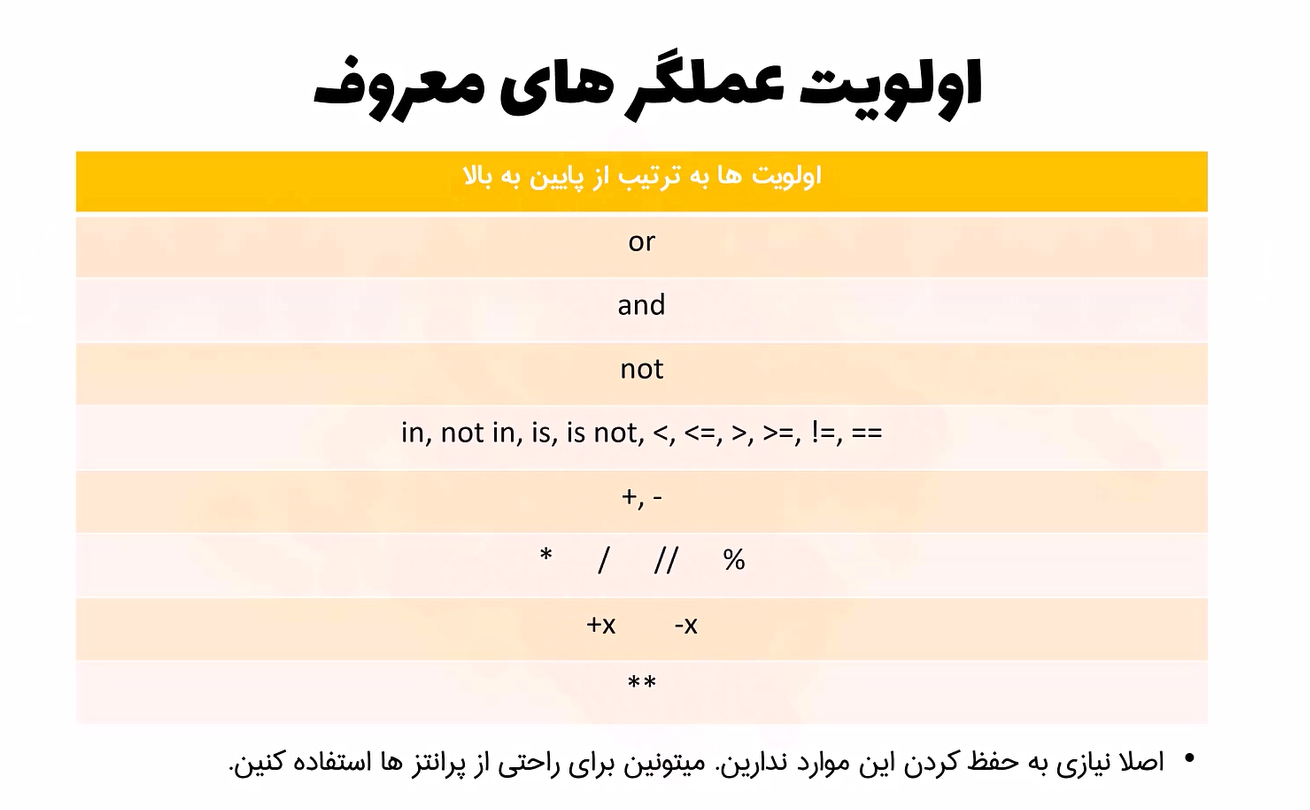 اولویت عملگر های معروف
اولویت ها به ترتیب از پایین به بالا
or
and
not
in, not in, is, is not, <, <=, >, >=, !=, ==
+, -
* / // %
+x -x
**
• اصلا نیازی به حفظ کردن این موارد ندارین. میتونین برای راحتی از پرانتز ها استفاده کنین.